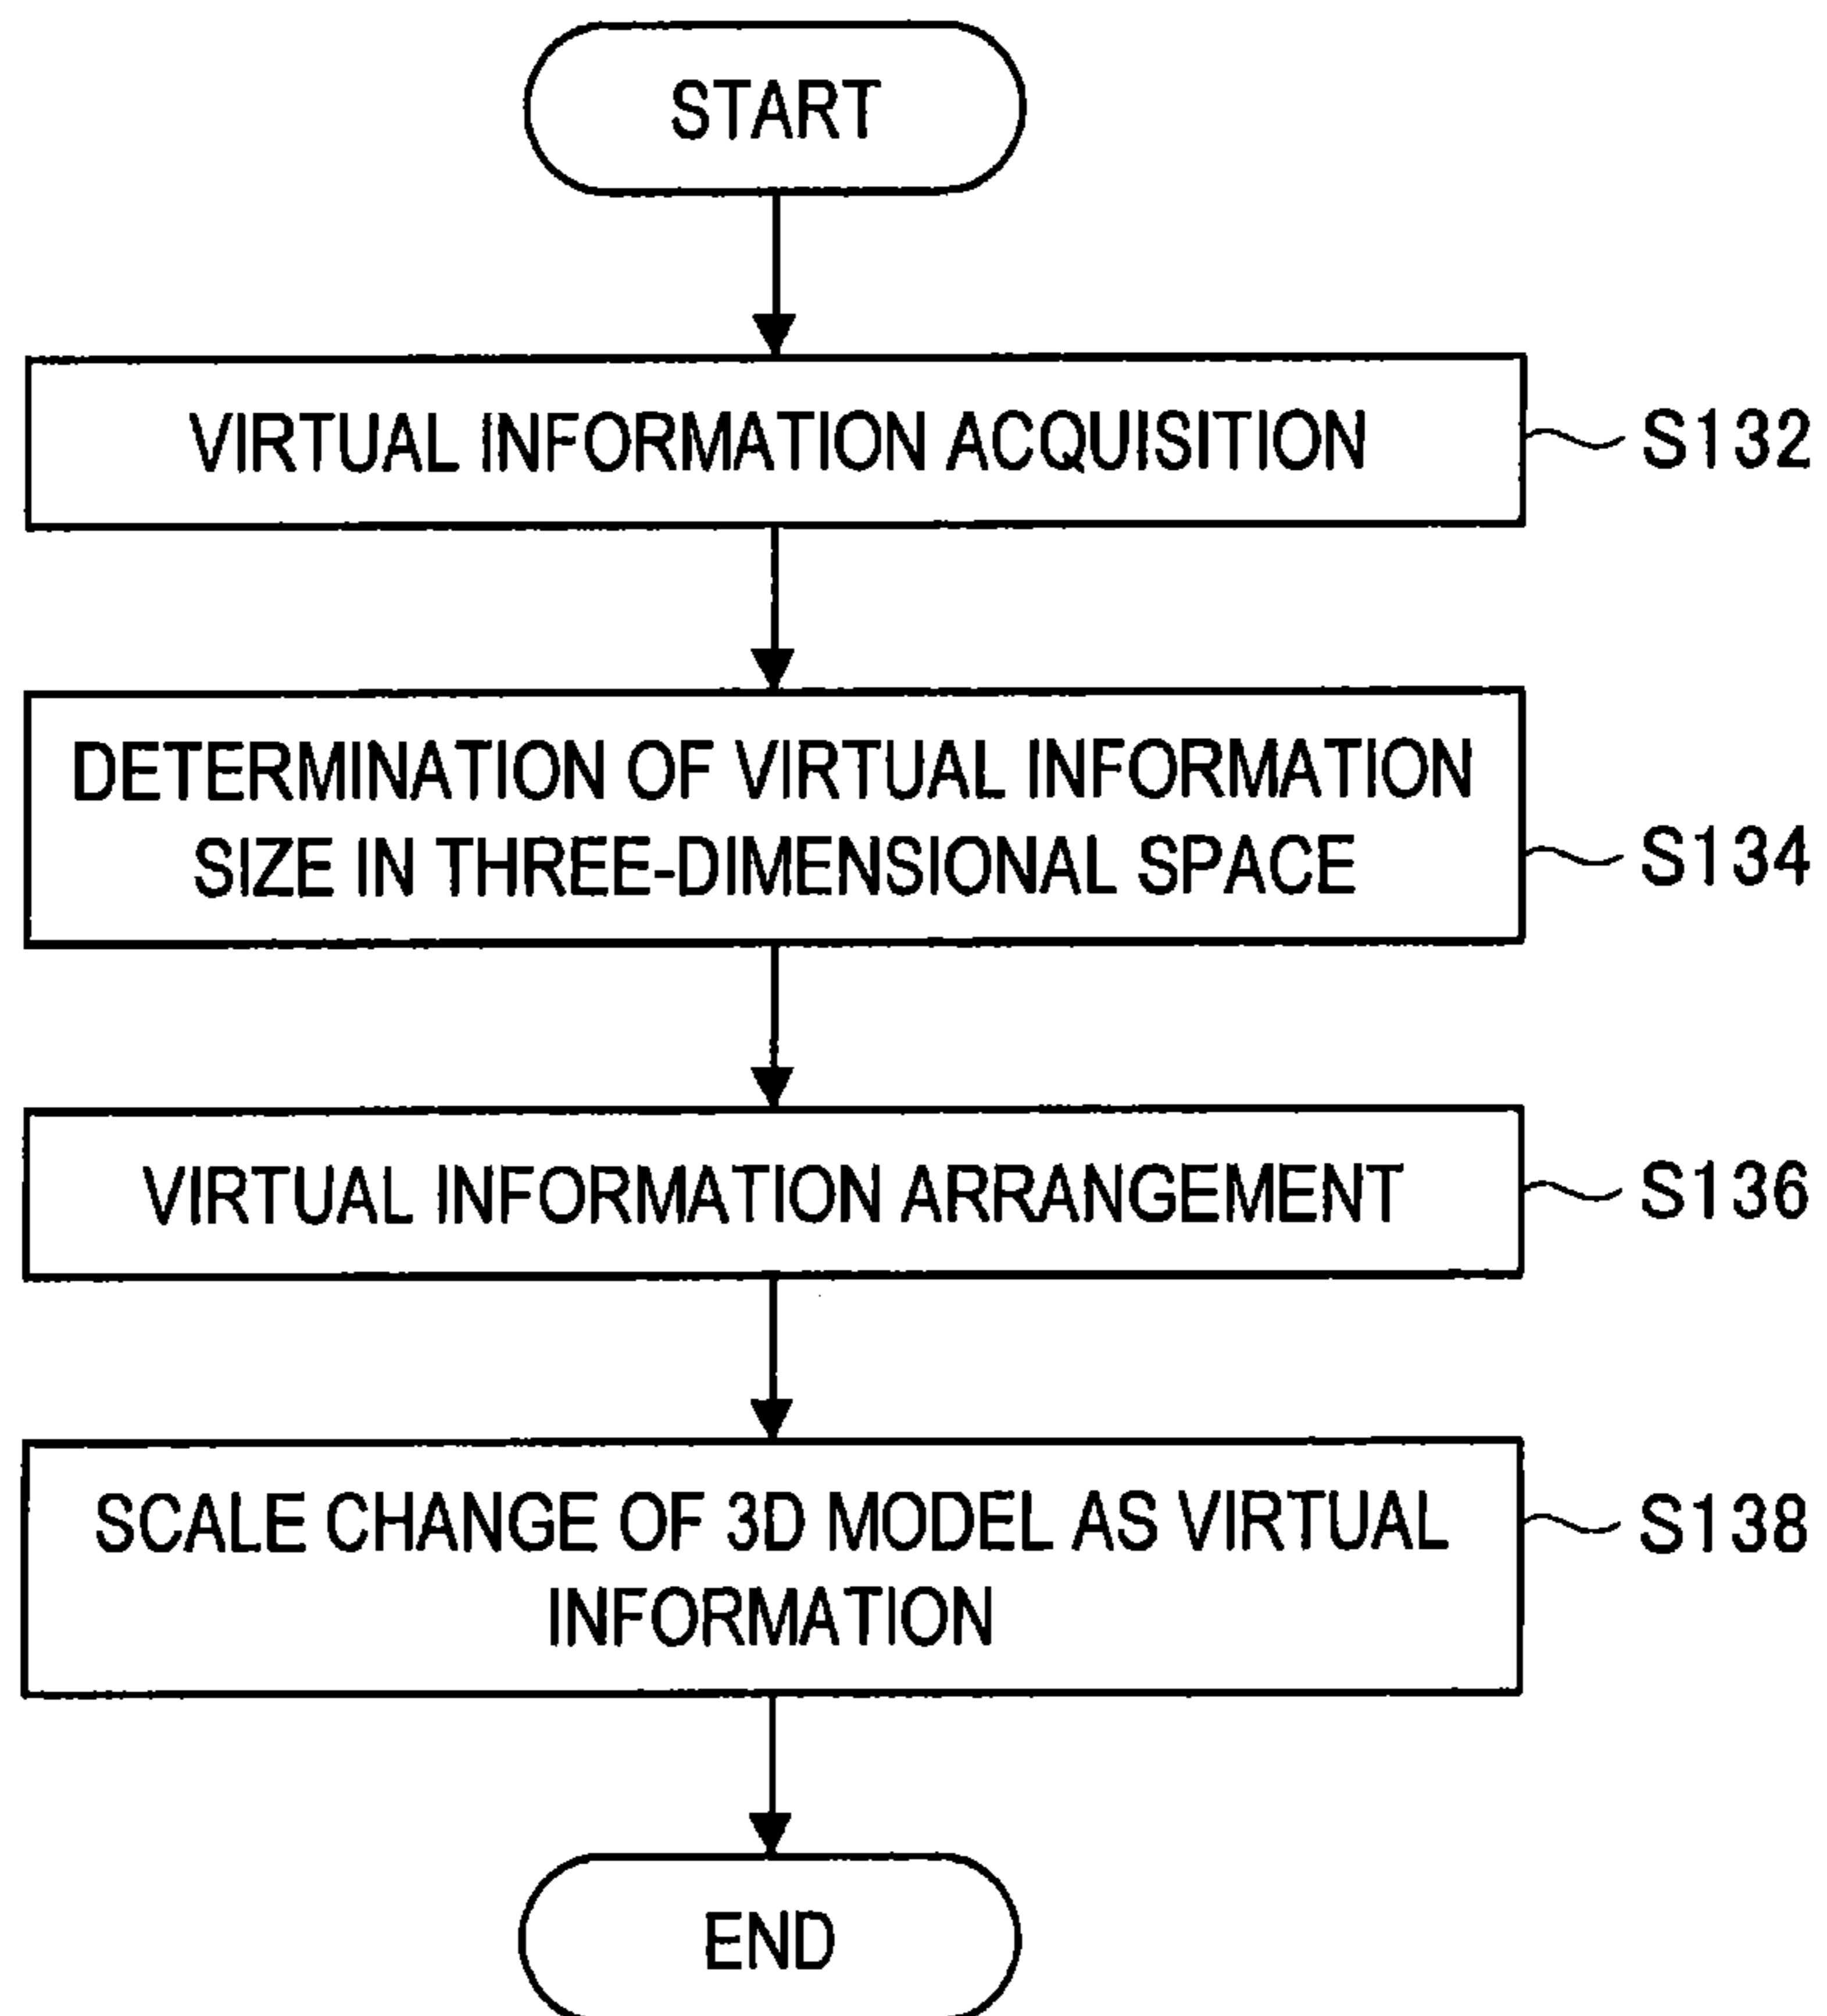 START
VIRTUAL INFORMATION ACQUISITION
S132
DETERMINATION OF VIRTUAL INFORMATION
SIZE IN THREE-DIMENSIONAL SPACE
S134
VIRTUAL INFORMATION ARRANGEMENT
S136
SCALE CHANGE OF 3D MODEL AS VIRTUAL
INFORMATION
S138
END